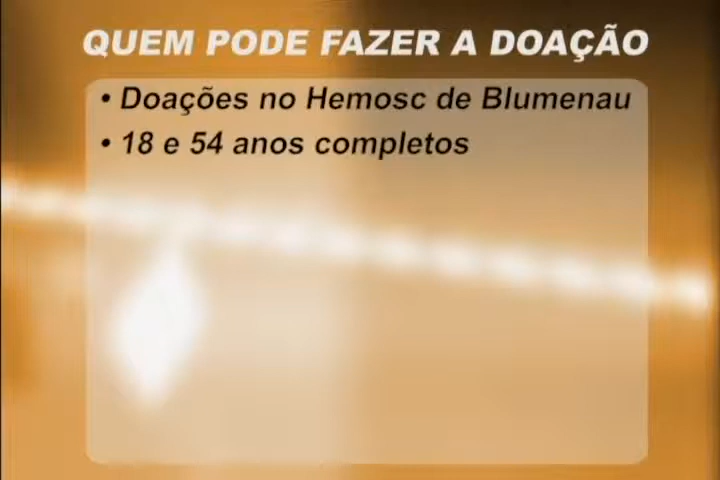 QUEM PODE FAZER A DOAÇÃO
• Doações no Hemosc de Blumenau
• 18 e 54 anos completos